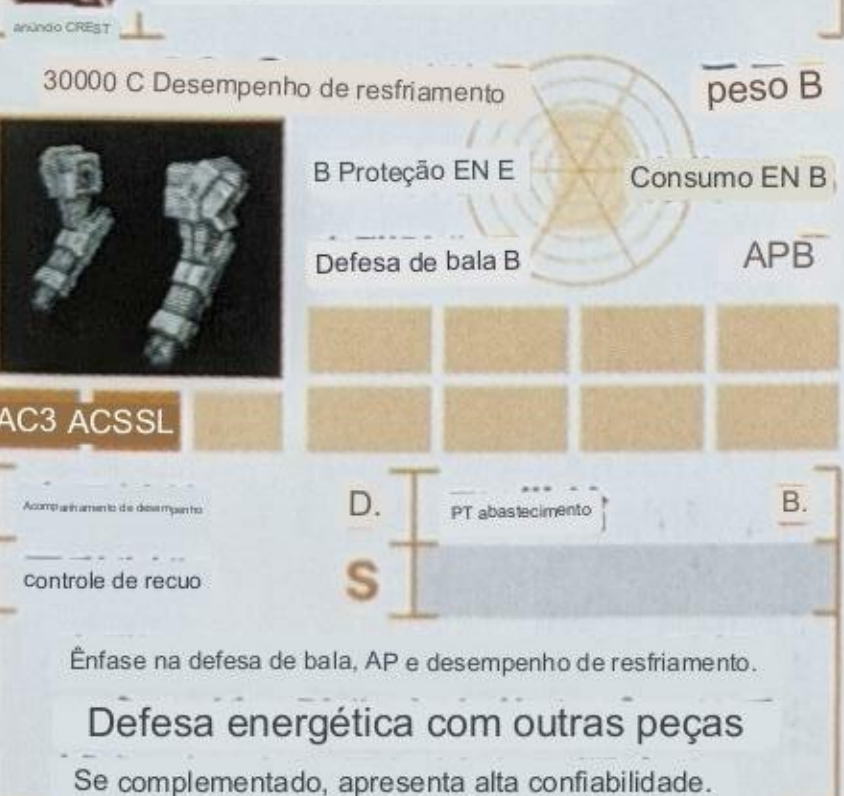 anúncio CREST
30000 C Desempenho de resfriamento
peso B
B Proteção EN E
Consumo EN B
Defesa de bala B
APB
AC3 ACSSL
Acompanhamento de desempenho
D.
PT abastecimento
B.
controle de recuo
S
Ênfase na defesa de bala, AP e desempenho de resfriamento.
Defesa energética com outras peças
Se complementado, apresenta alta confiabilidade.